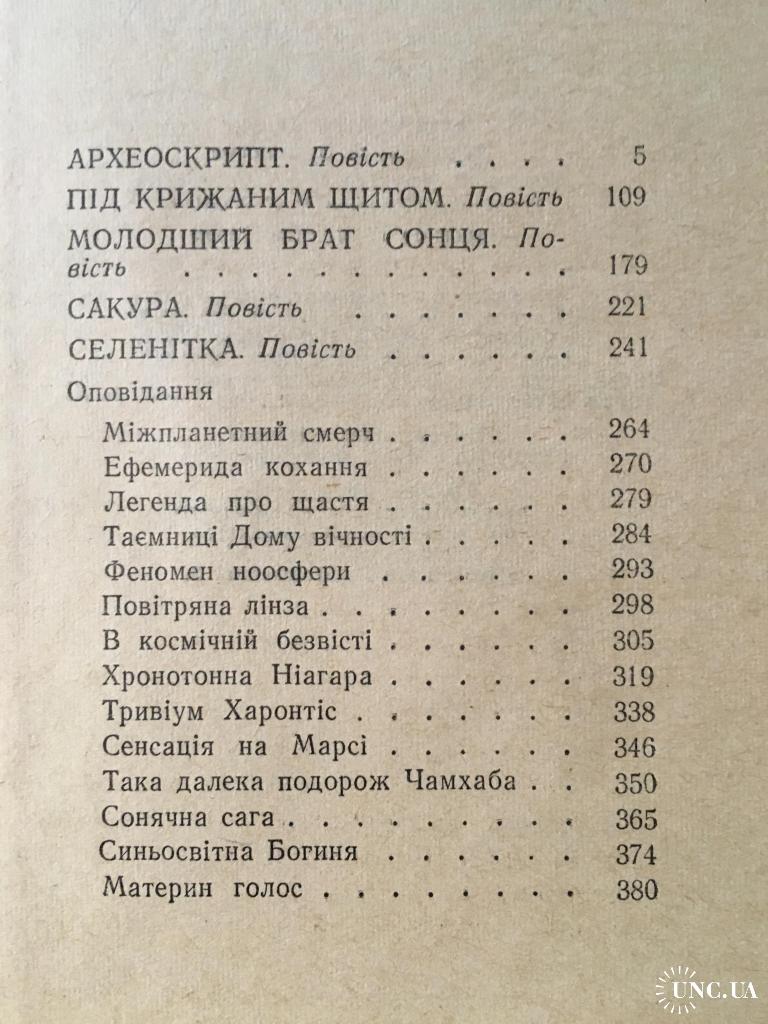 АРХЕОСКРИПТ. Повість . . . . 5
ПІД КРИЖАНИМ ЩИТОМ. Повість 109
МОЛОДШИЙ БРАТ СОНЦЯ. По-
вість . . . . . . . . . . . . 179
САКУРА. Повість . . . . . . . 221
СЕЛЕНІТКА. Повість . . . . . . 241
Оповідання
Міжпланетний смерч . . . . . . 264
Ефемерида кохання . . . . . . 270
Легенда про щастя . . . . . . 279
Таємниці Дому вічності . . . . . 284
Феномен ноосфери . . . . . . 293
Повітряна лінза . . . . . . . . 298
В космічній безвісті . . . . . . 305
Хронотонна Ніагара . . . . . . 319
Тривіум Харонтіс . . . . . . . 338
Сенсація на Марсі . . . . . . 346
Така далека подорож Чамхаба . . 350
Сонячна сага . . . . . . . . . 365
Синьосвітна Богиня . . . . . . 374
Материн голос . . . . . . . . 380
UNC.UA